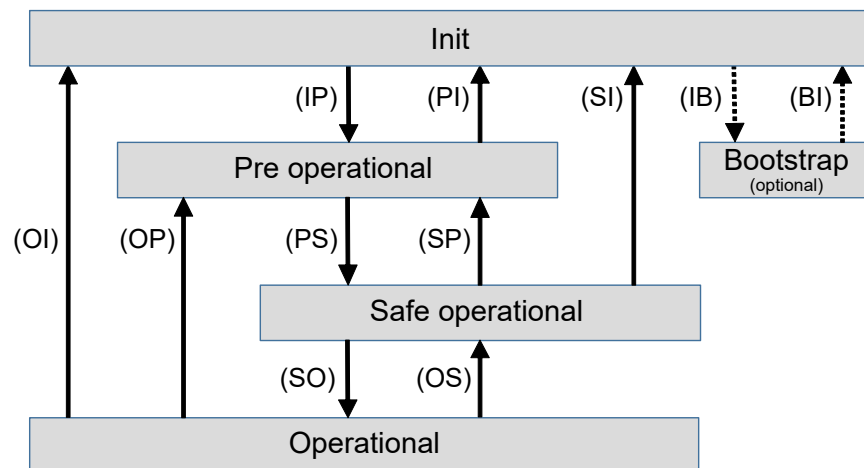 Init
(IP)
(PI)
(SI)
(IB)
(BI)
Pre operational
Bootstrap
(optional)
(OI)
(OP)
(PS)
(SP)
Safe operational
(SO)
(OS)
Operational